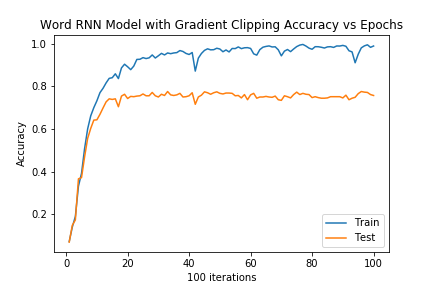 Word RNN Model with Gradient Clipping Accuracy vs Epochs
1.0
0.8
0.6
0.4
0.2
Accuracy
0
20
40
60
80
100
100 iterations
Train
Test